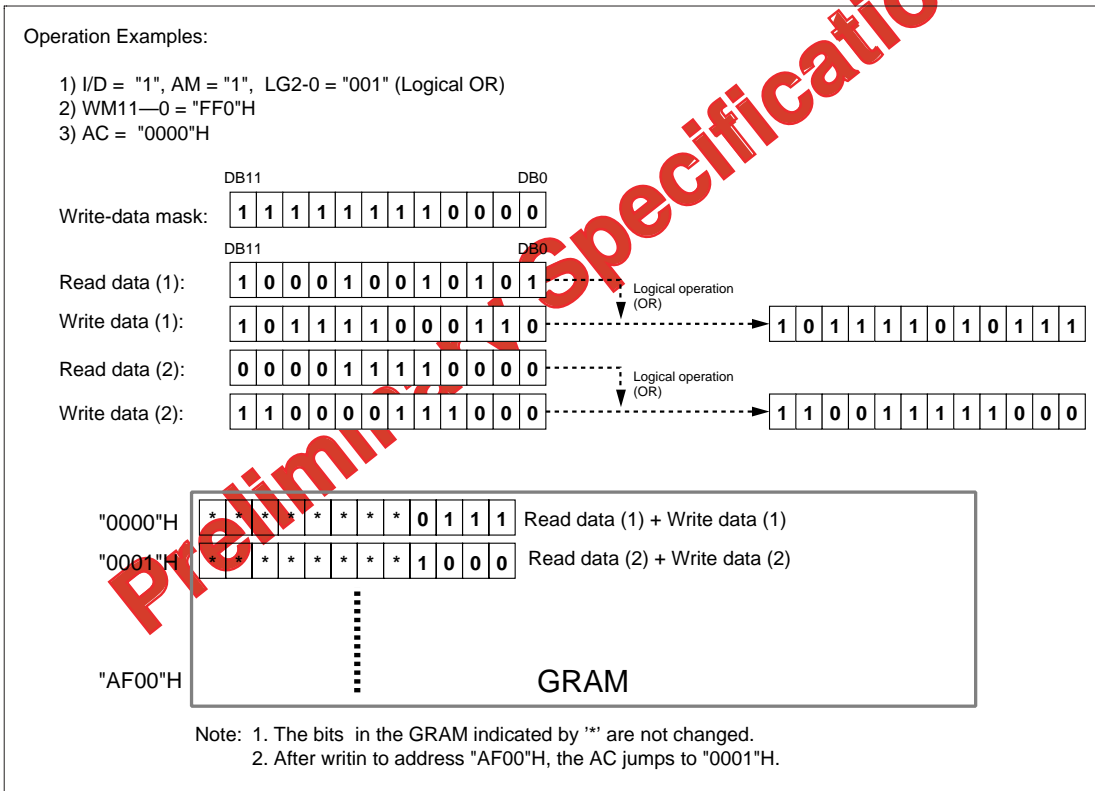 Operation Examples:
1) I/D = "1", AM = "1", LG2-0 = "001" (Logical OR)
2) WM11—0 = "FF0"H
3) AC = "0000"H
DB11 DB0
Write-data mask: 1 1 1 1 1 1 1 1 0 0 0 0
DB11 DB0
Read data (1): 1 0 0 0 1 0 0 1 0 1 0 1
Logical operation
(OR)
Write data (1): 1 0 1 1 1 1 0 0 0 1 1 0 1 0 1 1 1 1 0 1 0 1 1 1
Read data (2): 0 0 0 0 1 1 1 1 0 0 0 0
Logical operation
(OR)
Write data (2): 1 1 0 0 0 0 1 1 1 0 0 0 1 1 0 0 1 1 1 1 1 0 0 0
"0000"H * * * * * * * * 0 1 1 1 Read data (1) + Write data (1)
"0001"H * * * * * * * * 1 0 0 0 Read data (2) + Write data (2)
"AF00"H GRAM
Note: 1. The bits in the GRAM indicated by '*' are not changed.
2. After writin to address "AF00"H, the AC jumps to "0001"H.
Preliminary Specificatio